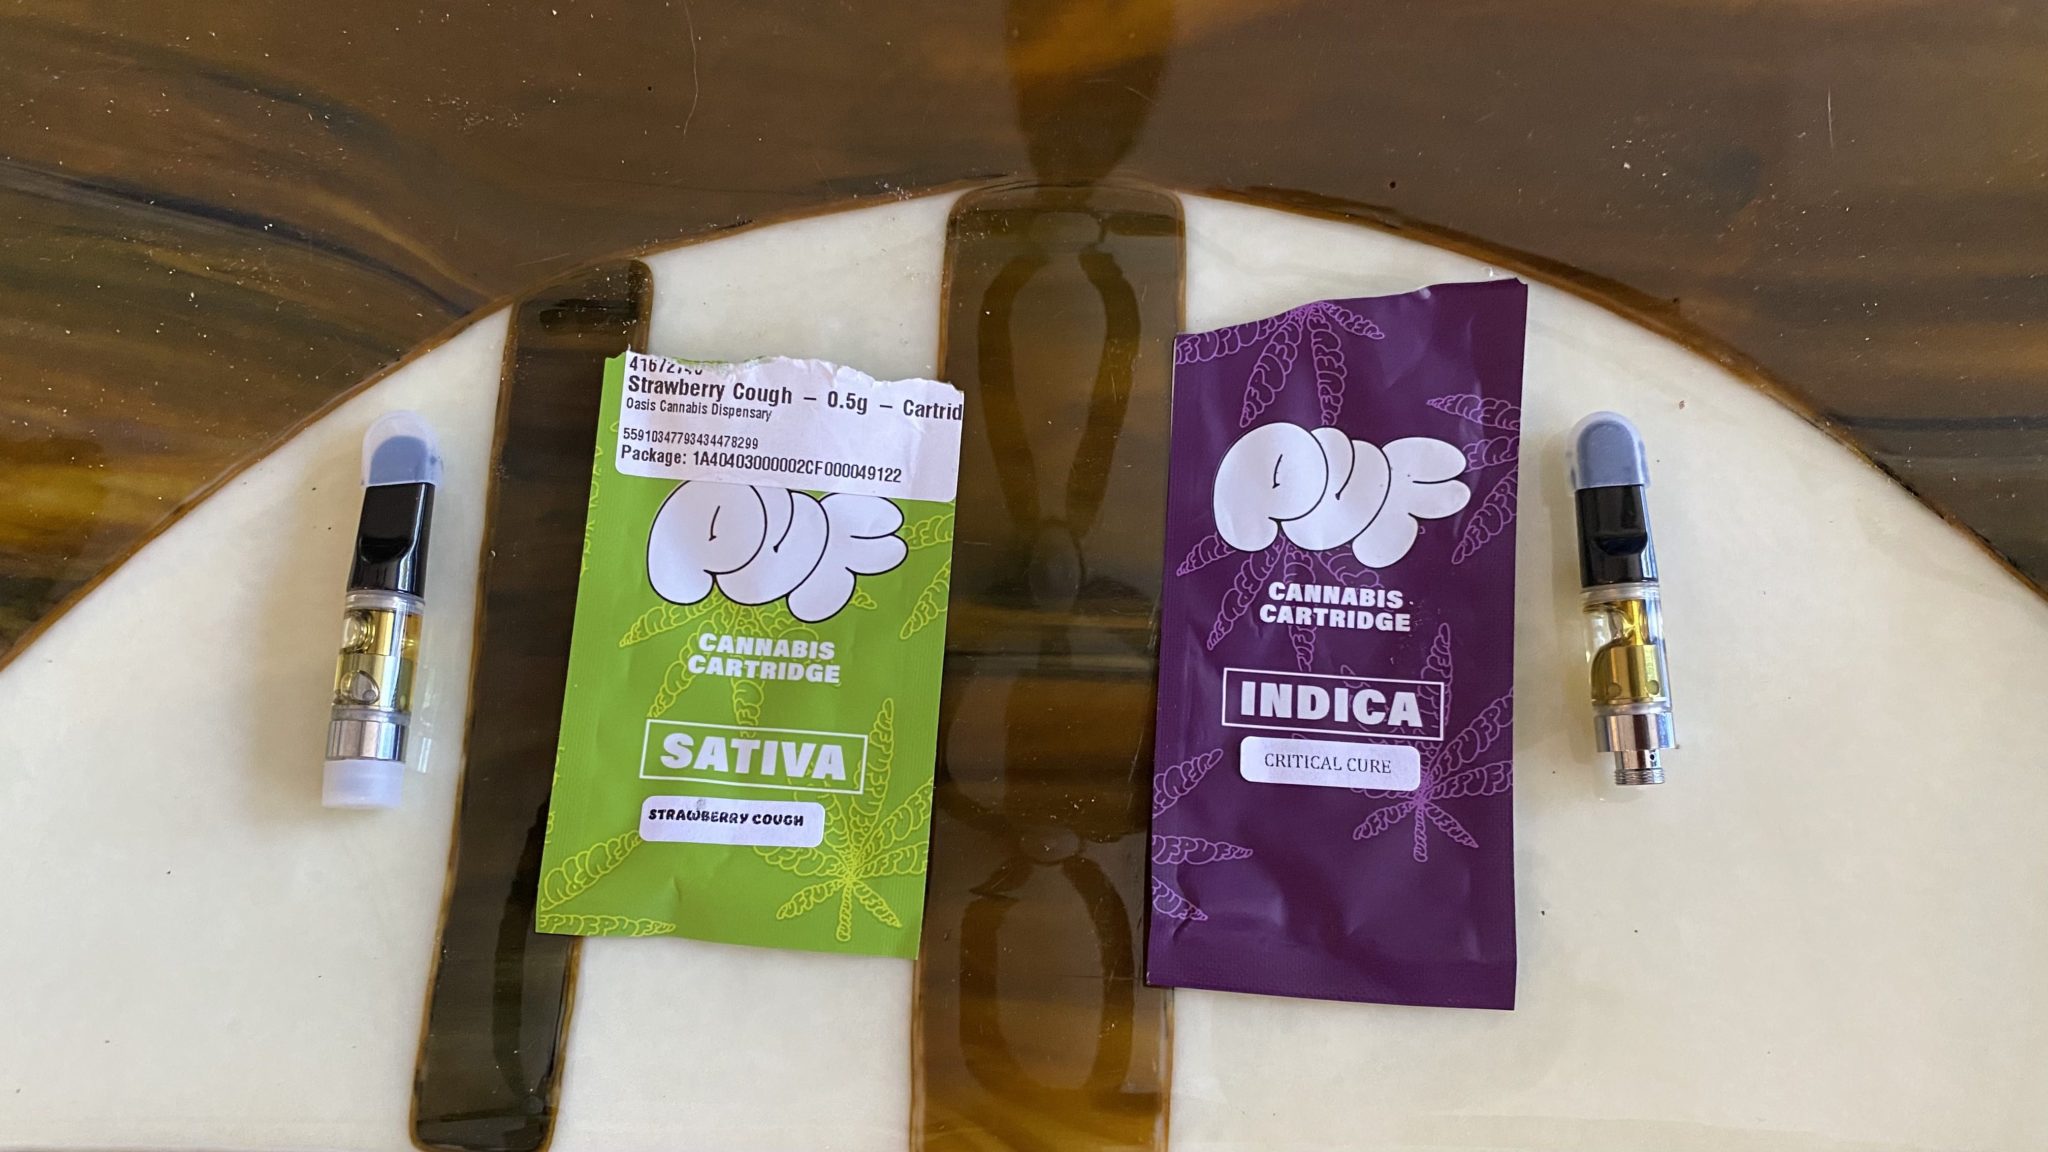 Strawberry Cough – 0.5g – Cartrid
Oasis Cannabis Dispensary
55910347793434478299
Package: 1A40403000002CF000049122
PUF
CANNABIS
CARTRIDGE
SATIVA
STRAWBERRY COUGH
PUF
CANNABIS
CARTRIDGE
INDICA
CRITICAL CURE